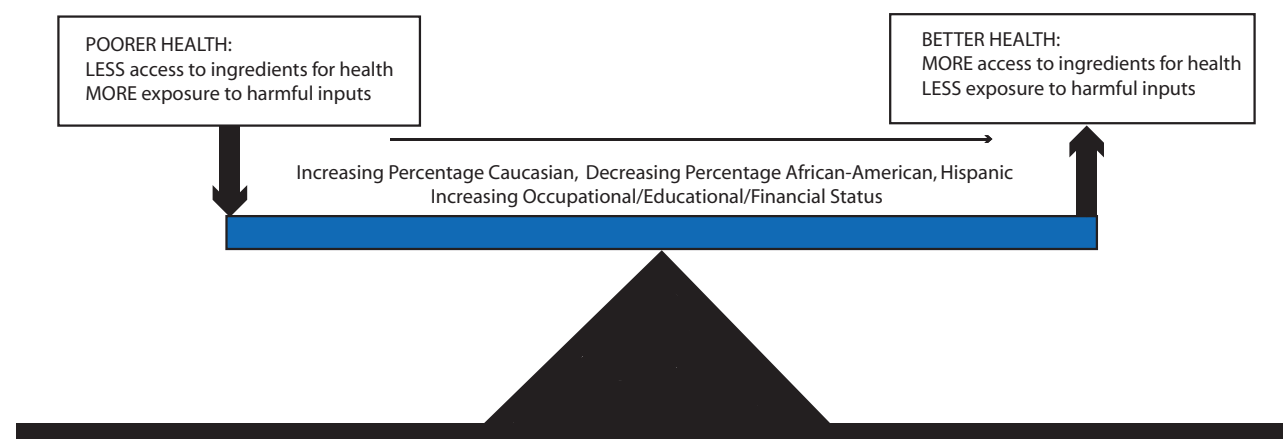 POORER HEALTH:
LESS access to ingredients for health
MORE exposure to harmful inputs
BETTER HEALTH:
MORE access to ingredients for health
LESS exposure to harmful inputs
Increasing Percentage Caucasian, Decreasing Percentage African-American, Hispanic
Increasing Occupational/Educational/Financial Status